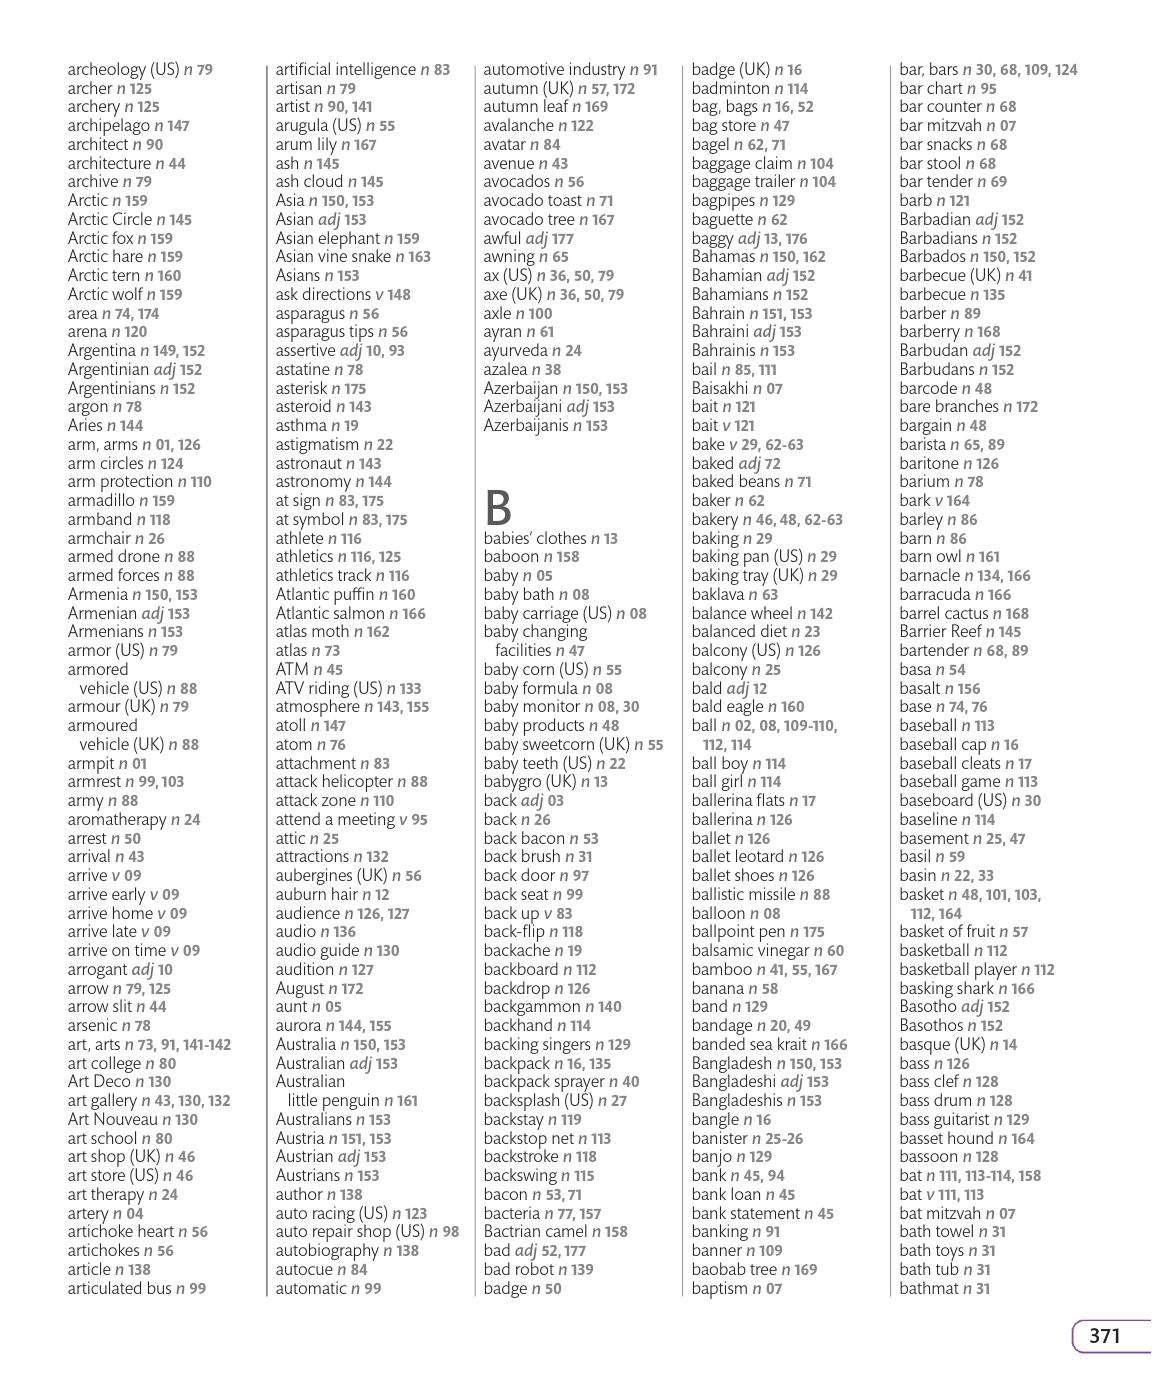 archeology (US) n 79
archer n 125
archery n 125
archipelago n 147
architect n 90
architecture n 44
archive n 79
Arctic n 159
Arctic Circle n 145
Arctic fox n 159
Arctic hare n 159
Arctic tern n 160
Arctic wolf n 159
area n 74, 174
arena n 120
Argentina n 149, 152
Argentinian adj 152
Argentinians n 152
argon n 78
Aries n 144
arm, arms n 01, 126
arm circles n 124
arm protection n 110
armadillo n 159
armband n 118
armchair n 26
armed drone n 88
armed forces n 88
Armenia n 150, 153
Armenian adj 153
Armenians n 153
armor (US) n 79
armored
vehicle (US) n 88
armour (UK) n 79
armoured
vehicle (UK) n 88
armpit n 01
armrest n 99, 103
army n 88
aromatherapy n 24
arrest n 50
arrival n 43
arrive v 09
arrive early v 09
arrive home v 09
arrive late v 09
arrive on time v 09
arrogant adj 10
arrow n 79, 125
arrow slit n 44
arsenic n 78
art, arts n 73, 91, 141-142
art college n 80
Art Deco n 130
art gallery n 43, 130, 132
Art Nouveau n 130
art school n 80
art shop (UK) n 46
art store (US) n 46
art therapy n 24
artery n 04
artichoke heart n 56
artichokes n 56
article n 138
articulated bus n 99
artificial intelligence n 83
artisan n 79
artist n 90, 141
arugula (US) n 55
arum lily n 167
ash n 145
ash cloud n 145
Asia n 150, 153
Asian adj 153
Asian elephant n 159
Asian vine snake n 163
Asians n 153
ask directions v 148
asparagus n 56
asparagus tips n 56
assertive adj 10, 93
astatine n 78
asterisk n 175
asteroid n 143
asthma n 19
astigmatism n 22
astronaut n 143
astronomy n 144
at sign n 83, 175
at symbol n 83, 175
athlete n 116
athletics n 116, 125
athletics track n 116
Atlantic puffin n 160
Atlantic salmon n 166
atlas moth n 162
atlas n 73
ATM n 45
ATV riding (US) n 133
atmosphere n 143, 155
atoll n 147
atom n 76
attachment n 83
attack helicopter n 88
attack zone n 110
attend a meeting v 95
attic n 25
attractions n 132
aubergines (UK) n 56
auburn hair n 12
audience n 126, 127
audio n 136
audio guide n 130
audition n 127
August n 172
aunt n 05
aurora n 144, 155
Australia n 150, 153
Australian adj 153
Australian
little penguin n 161
Australians n 153
Austria n 151, 153
Austrian adj 153
Austrians n 153
author n 138
auto racing (US) n 123
auto repair shop (US) n 98
autobiography n 138
autocue n 84
automatic n 99
automotive industry n 91
autumn (UK) n 57, 172
autumn leaf n 169
avalanche n 122
avatar n 84
avenue n 43
avocados n 56
avocado toast n 71
avocado tree n 167
awful adj 177
awning n 65
ax (US) n 36, 50, 79
axe (UK) n 36, 50, 79
axle n 100
ayran n 61
ayurveda n 24
azalea n 38
Azerbaijan n 150, 153
Azerbaijani adj 153
Azerbaijanis n 153
B
babies' clothes n 13
baboon n 158
baby n 05
baby bath n 08
baby carriage (US) n 08
baby changing
facilities n 47
baby corn (US) n 55
baby formula n 08
baby monitor n 08, 30
baby products n 48
baby sweetcorn (UK) n 55
baby teeth (US) n 22
babygro (UK) n 13
back adj 03
back n 26
back bacon n 53
back brush n 31
back door n 97
back seat n 99
back up v 83
back-flip n 118
backache n 19
backboard n 112
backdrop n 126
backgammon n 140
backhand n 114
backing singers n 129
backpack n 16, 135
backpack sprayer n 40
backsplash (US) n 27
backstay n 119
backstop net n 113
backstroke n 118
backswing n 115
bacon n 53, 71
bacteria n 77, 157
Bactrian camel n 158
bad adj 52, 177
bad robot n 139
badge n 50
badge (UK) n 16
badminton n 114
bag, bags n 16, 52
bag store n 47
bagel n 62, 71
baggage claim n 104
baggage trailer n 104
bagpipes n 129
baguette n 62
baggy adj 13, 176
Bahamas n 150, 162
Bahamian adj 152
Bahamians n 152
Bahrain n 151, 153
Bahraini adj 153
Bahrainis n 153
bail n 85, 111
Baisakhi n 07
bait n 121
bait v 121
bake v 29, 62-63
baked adj 72
baked beans n 71
baker n 62
bakery n 46, 48, 62-63
baking n 29
baking pan (US) n 29
baking tray (UK) n 29
baklava n 63
balance wheel n 142
balanced diet n 23
balcony (US) n 126
balcony n 25
bald adj 12
bald eagle n 160
ball n 02, 08, 109-110,
112, 114
ball boy n 114
ball girl n 114
ballerina flats n 17
ballerina n 126
ballet n 126
ballet leotard n 126
ballet shoes n 126
ballistic missile n 88
balloon n 08
ballpoint pen n 175
balsamic vinegar n 60
bamboo n 41, 55, 167
banana n 58
band n 129
bandage n 20, 49
banded sea krait n 166
Bangladesh n 150, 153
Bangladeshi adj 153
Bangladeshis n 153
bangle n 16
banister n 25-26
banjo n 129
bank n 45, 94
bank loan n 45
bank statement n 45
banking n 91
banner n 109
baobab tree n 169
baptism n 07
bar, bars n 30, 68, 109, 124
bar chart n 95
bar counter n 68
bar mitzvah n 07
bar snacks n 68
bar stool n 68
bar tender n 69
barb n 121
Barbadian adj 152
Barbadians n 152
Barbados n 150, 152
barbecue (UK) n 41
barbecue n 135
barber n 89
barberry n 168
Barbudan adj 152
Barbudans n 152
barcode n 48
bare branches n 172
bargain n 48
barista n 65, 89
baritone n 126
barium n 78
bark v 164
barley n 86
barn n 86
barn owl n 161
barnacle n 134, 166
barracuda n 166
barrel cactus n 168
Barrier Reef n 145
bartender n 68, 89
basa n 54
basalt n 156
base n 74, 76
baseball n 113
baseball cap n 16
baseball cleats n 17
baseball game n 113
baseboard (US) n 30
baseline n 114
basement n 25, 47
basil n 59
basin n 22, 33
basket n 48, 101, 103,
112, 164
basket of fruit n 57
basketball n 112
basketball player n 112
basking shark n 166
Basotho adj 152
Basothos n 152
basque (UK) n 14
bass n 126
bass clef n 128
bass drum n 128
bass guitarist n 129
basset hound n 164
bassoon n 128
bat n 111, 113-114, 158
bat v 111, 113
bat mitzvah n 07
bath towel n 31
bath toys n 31
bath tub n 31
bathmat n 31
371